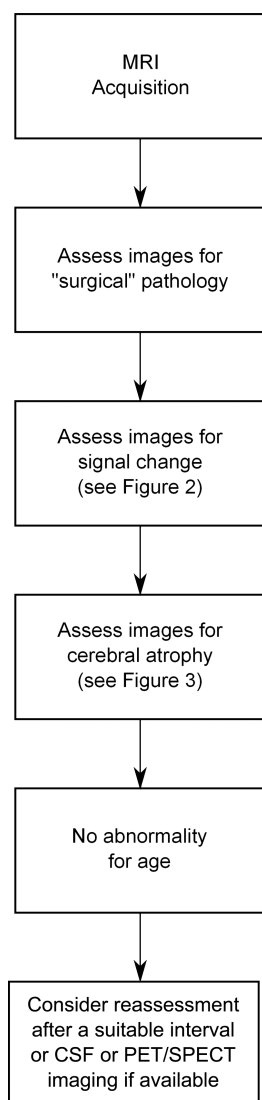 MRI
Acquisition
Assess images for
"surgical" pathology
Assess images for
signal change
(see Figure 2)
Assess images for
cerebral atrophy
(see Figure 3)
No abnormality
for age
Consider reassessment
after a suitable interval
or CSF or PET/SPECT
imaging if available